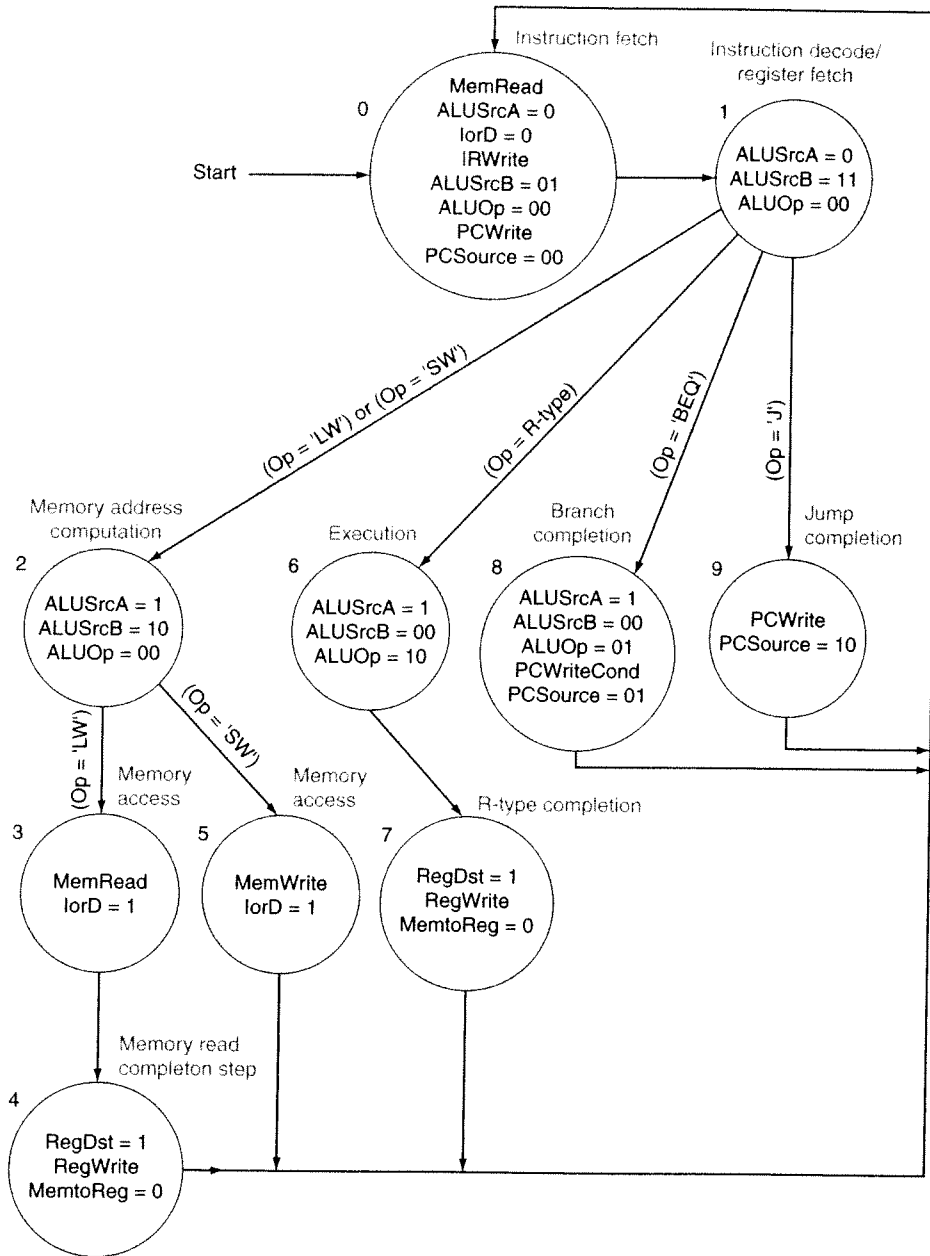 Instruction fetch
Instruction decode/
register fetch
0
MemRead
ALUSrcA = 0
IorD = 0
IRWrite
ALUSrcB = 01
ALUOp = 00
PCWrite
PCSource = 00
1
ALUSrcA = 0
ALUSrcB = 11
ALUOp = 00
Start
(Op = 'LW') or (Op = 'SW')
(Op = R-type)
(Op = 'BEQ')
(Op = 'J')
Memory address
computation
2
ALUSrcA = 1
ALUSrcB = 10
ALUOp = 00
Execution
6
ALUSrcA = 1
ALUSrcB = 00
ALUOp = 10
Branch
completion
8
ALUSrcA = 1
ALUSrcB = 00
ALUOp = 01
PCWriteCond
PCSource = 01
Jump
completion
9
PCWrite
PCSource = 10
(Op = 'LW')
(Op = 'SW')
Memory
access
3
MemRead
IorD = 1
Memory
access
5
MemWrite
IorD = 1
R-type completion
7
RegDst = 1
RegWrite
MemtoReg = 0
Memory read
completon step
4
RegDst = 1
RegWrite
MemtoReg = 0